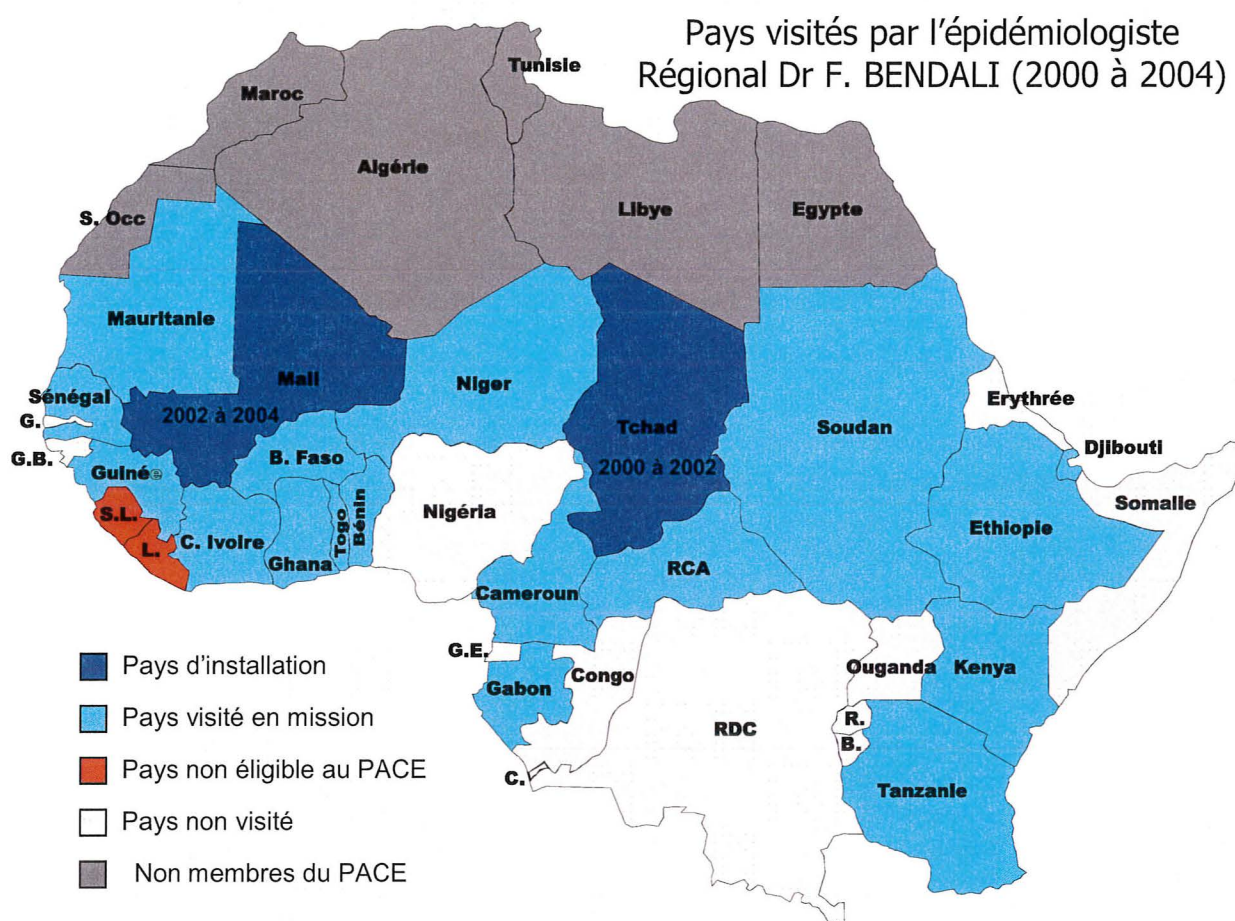 Pays visités par l'épidémiologiste
Régional Dr F. BENDALI (2000 à 2004)
Tunisie
Maroc
Algérie
Libye
Egypte
S. Occ
Mauritanie
Mali
2002 à 2004
Niger
Tchad
2000 à 2002
Soudan
Erythrée
Djibouti
Somalie
Sénégal
G.
G.B.
Guinée
B. Faso
Nigéria
Ethiopie
S.L.
L.
C. Ivoire
Ghana
Togo
Bénin
Cameroun
RCA
G.E.
Gabon
Congo
Ouganda
Kenya
RDC
R.
B.
C.
Tanzanie
Pays d'installation
Pays visité en mission
Pays non éligible au PACE
Pays non visité
Non membres du PACE